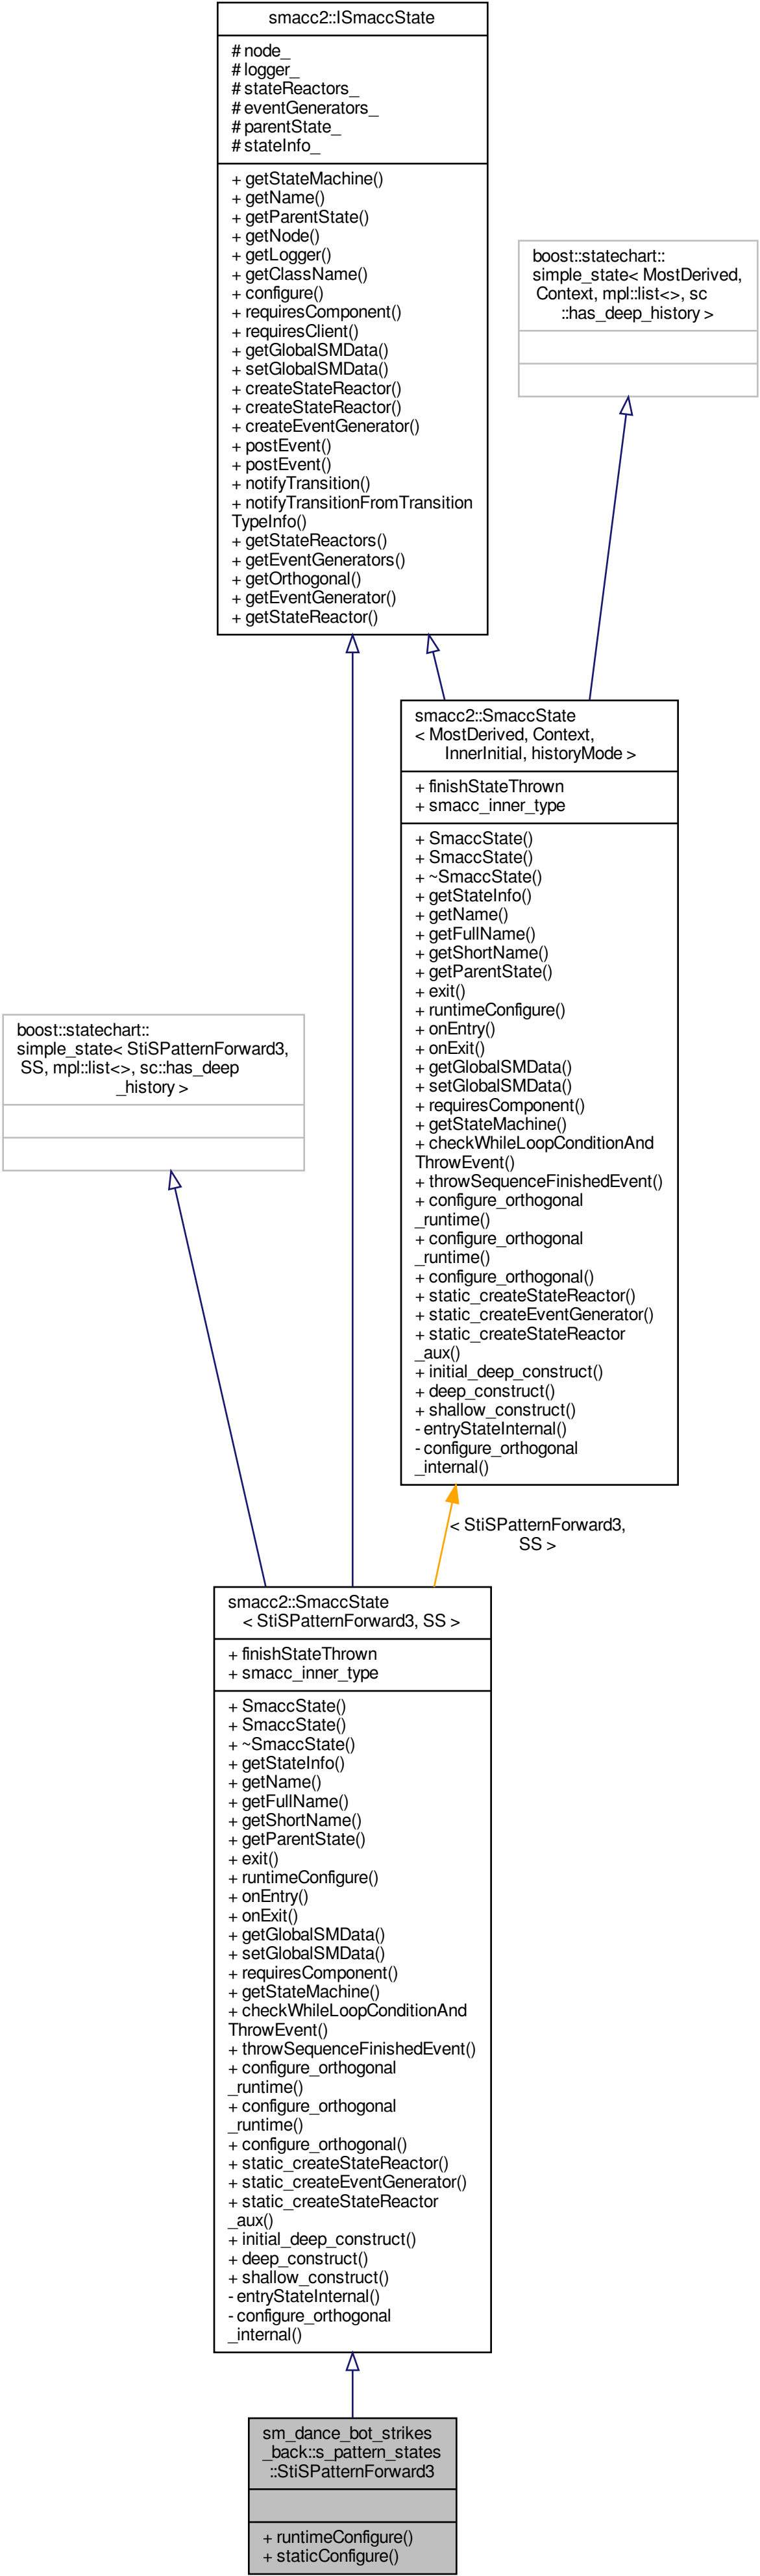 smacc2::ISmaccState
# node_
# logger_
# stateReactors_
# eventGenerators_
# parentState_
# stateInfo_
+ getStateMachine()
+ getName()
+ getParentState()
+ getNode()
+ getLogger()
+ getClassName()
+ configure()
+ requiresComponent()
+ requiresClient()
+ getGlobalSMData()
+ setGlobalSMData()
+ createStateReactor()
+ createStateReactor()
+ createEventGenerator()
+ postEvent()
+ postEvent()
+ notifyTransition()
+ notifyTransitionFromTransition
TypeInfo()
+ getStateReactors()
+ getEventGenerators()
+ getOrthogonal()
+ getEventGenerator()
+ getStateReactor()
boost::statechart::
simple_state< MostDerived,
Context, mpl::list<>, sc
::has_deep_history >
smacc2::SmaccState
< MostDerived, Context,
InnerInitial, historyMode >
+ finishStateThrown
+ smacc_inner_type
+ SmaccState()
+ SmaccState()
+ ~SmaccState()
+ getStateInfo()
+ getName()
+ getFullName()
+ getShortName()
+ getParentState()
+ exit()
+ runtimeConfigure()
+ onEntry()
+ onExit()
+ getGlobalSMData()
+ setGlobalSMData()
+ requiresComponent()
+ getStateMachine()
+ checkWhileLoopConditionAnd
ThrowEvent()
+ throwSequenceFinishedEvent()
+ configure_orthogonal
_runtime()
+ configure_orthogonal
_runtime()
+ configure_orthogonal()
+ static_createStateReactor()
+ static_createEventGenerator()
+ static_createStateReactor
_aux()
+ initial_deep_construct()
+ deep_construct()
+ shallow_construct()
- entryStateInternal()
- configure_orthogonal
_internal()
boost::statechart::
simple_state< StiSPatternForward3,
SS, mpl::list<>, sc::has_deep
_history >
< StiSPatternForward3,
SS >
smacc2::SmaccState
< StiSPatternForward3, SS >
+ finishStateThrown
+ smacc_inner_type
+ SmaccState()
+ SmaccState()
+ ~SmaccState()
+ getStateInfo()
+ getName()
+ getFullName()
+ getShortName()
+ getParentState()
+ exit()
+ runtimeConfigure()
+ onEntry()
+ onExit()
+ getGlobalSMData()
+ setGlobalSMData()
+ requiresComponent()
+ getStateMachine()
+ checkWhileLoopConditionAnd
ThrowEvent()
+ throwSequenceFinishedEvent()
+ configure_orthogonal
_runtime()
+ configure_orthogonal
_runtime()
+ configure_orthogonal()
+ static_createStateReactor()
+ static_createEventGenerator()
+ static_createStateReactor
_aux()
+ initial_deep_construct()
+ deep_construct()
+ shallow_construct()
- entryStateInternal()
- configure_orthogonal
_internal()
sm_dance_bot_strikes
_back::s_pattern_states
::StiSPatternForward3
+ runtimeConfigure()
+ staticConfigure()